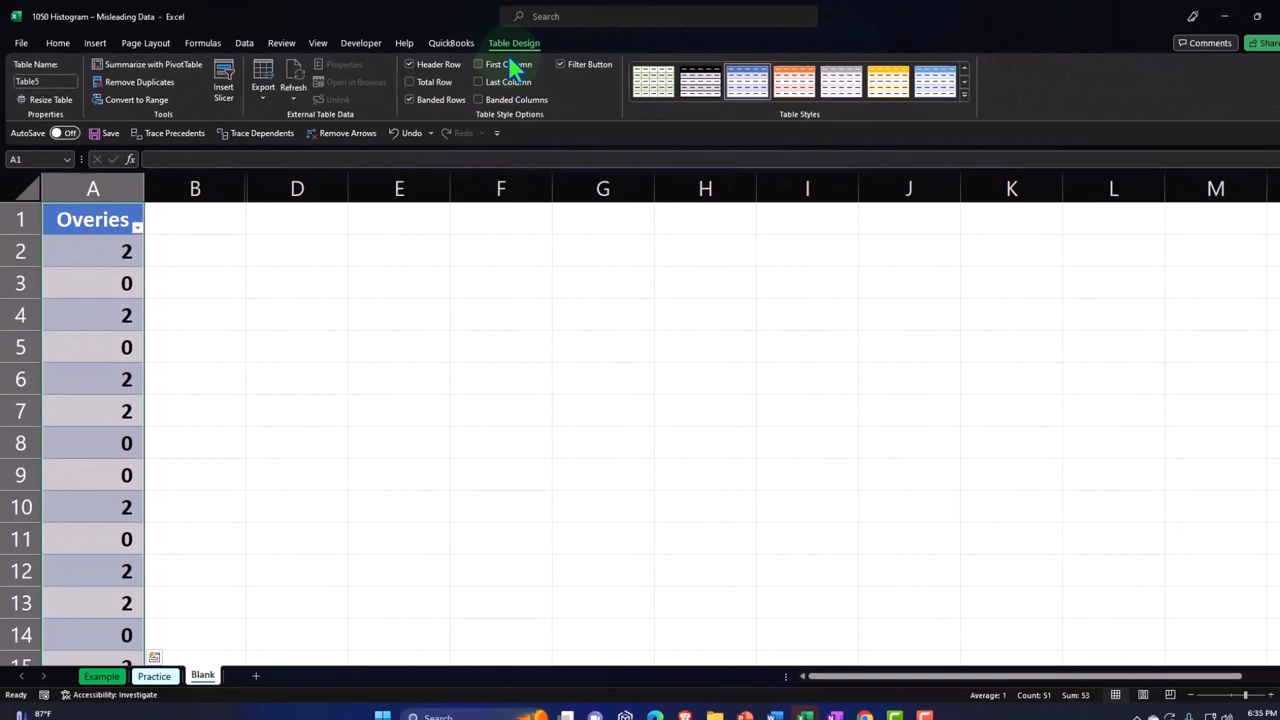 1050 Histogram – Misleading Data - Excel
Search
File Home Insert Page Layout Formulas Data Review View Developer Help QuickBooks Table Design
Comments Share
Table Name: Summarize with PivotTable Properties Header Row First Column Filter Button
Table5 Remove Duplicates Insert Slicer Export Refresh Open in Browser Total Row Last Column
Resize Table Convert to Range Unlink Banded Rows Banded Columns
Properties Tools External Table Data Table Style Options Table Styles
AutoSave Off Save Trace Precedents Trace Dependents Remove Arrows Undo Redo
A1 fx
A B D E F G H I J K L M
1 Overies
2 2
3 0
4 2
5 0
6 2
7 2
8 0
9 0
10 2
11 0
12 2
13 2
14 0
15 2
Example Practice Blank
Ready Accessibility: Investigate Average: 1 Count: 51 Sum: 53
87°F Search 6:35 PM